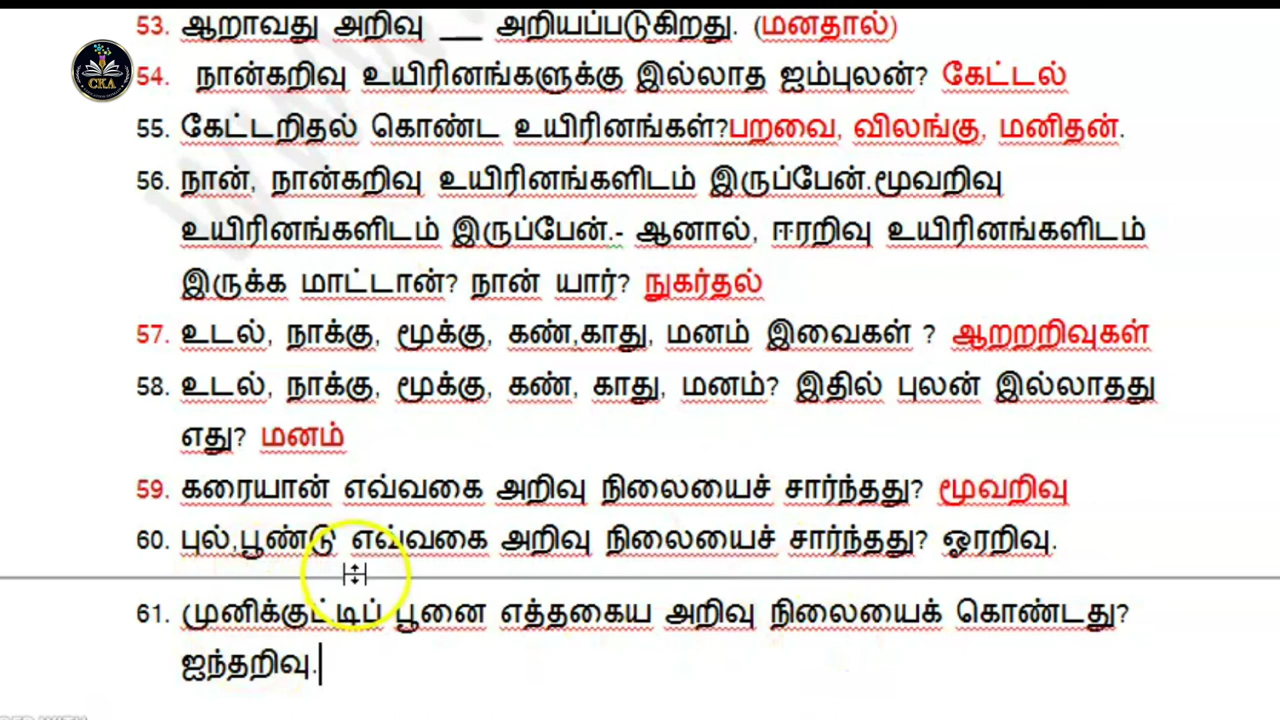 53. ஆறாவது அறிவு ___ அறியப்படுகிறது. (மனதால்)
CKA
54. நான்கறிவு உயிரினங்களுக்கு இல்லாத ஐம்புலன்? கேட்டல்
55. கேட்டறிதல் கொண்ட உயிரினங்கள்?பறவை, விலங்கு, மனிதன்.
56. நான், நான்கறிவு உயிரினங்களிடம் இருப்பேன்.மூவறிவு
உயிரினங்களிடம் இருப்பேன்.- ஆனால், ஈரறிவு உயிரினங்களிடம்
இருக்க மாட்டான்? நான் யார்? நுகர்தல்
57. உடல், நாக்கு, மூக்கு, கண்,காது, மனம் இவைகள் ? ஆறறறிவுகள்
58. உடல், நாக்கு, மூக்கு, கண், காது, மனம்? இதில் புலன் இல்லாதது
எது? மனம்
59. கரையான் எவ்வகை அறிவு நிலையைச் சார்ந்தது? மூவறிவு
60. புல்,பூண்டு எவ்வகை அறிவு நிலையைச் சார்ந்தது? ஓரறிவு.
61. முனிக்குட்டிப் பூனை எத்தகைய அறிவு நிலையைக் கொண்டது?
ஐந்தறிவு.